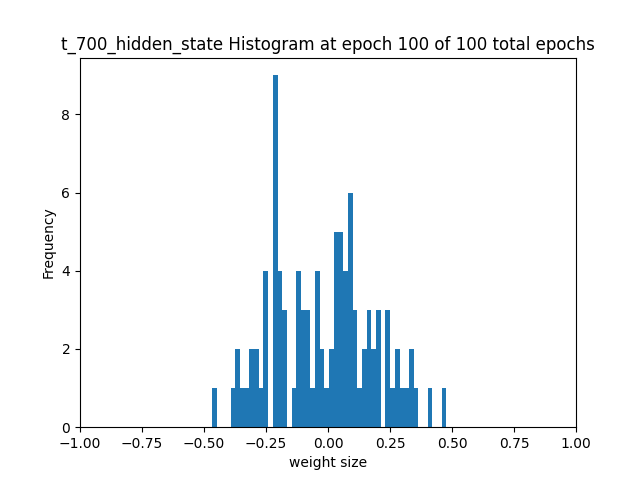 t_700_hidden_state Histogram at epoch 100 of 100 total epochs
8
6
4
2
0
Frequency
−1.00 −0.75 −0.50 −0.25 0.00 0.25 0.50 0.75 1.00
weight size